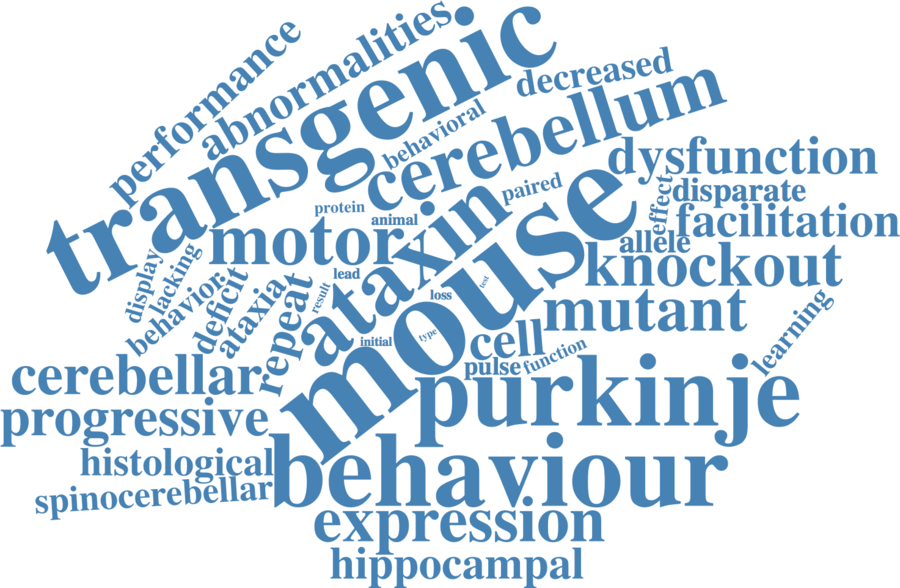 performance
abnormalities
transgenic
decreased
behavioral
cerebellum
dysfunction
paired
effect
disparate
protein
animal
facilitation
motor
allele
ataxin
mouse
knockout
display
lacking
behavior
deficit
ataxia
repeat
result
lead
loss
test
mutant
initial
type
cell
pulse
function
learning
cerebellar
purkinje
progressive
behaviour
histological
spinocerebellar
expression
hippocampal